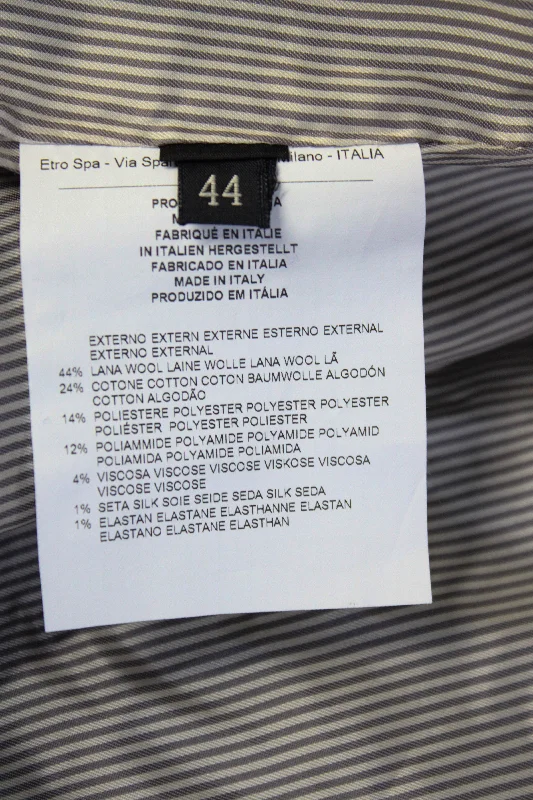 Etro Spa - Via Milano - ITALIA
44
FABRIQUÉ EN ITALIE
IN ITALIEN HERGESTELLT
FABRICADO EN ITALIA
MADE IN ITALY
PRODUZIDO EM ITÁLIA
EXTERNO EXTERN EXTERNE ESTERNO EXTERNAL
EXTERNO EXTERNAL
44% LANA WOOL LAINE WOLLE LANA WOOL LÃ
24% COTONE COTTON COTON BAUMWOLLE ALGODÓN
COTTON ALGODÃO
14% POLIESTERE POLYESTER POLYESTER POLYESTER
POLIÉSTER POLYESTER POLIESTER
12% POLIAMMIDE POLYAMIDE POLYAMIDE POLYAMID
POLIAMIDA POLYAMIDE POLIAMIDA
4% VISCOSA VISCOSE VISCOSE VISKOSE VISCOSA
VISCOSE VISCOSE
1% SETA SILK SOIE SEIDE SEDA SILK SEDA
1% ELASTAN ELASTANE ELASTHANNE ELASTAN
ELASTANO ELASTANE ELASTHAN